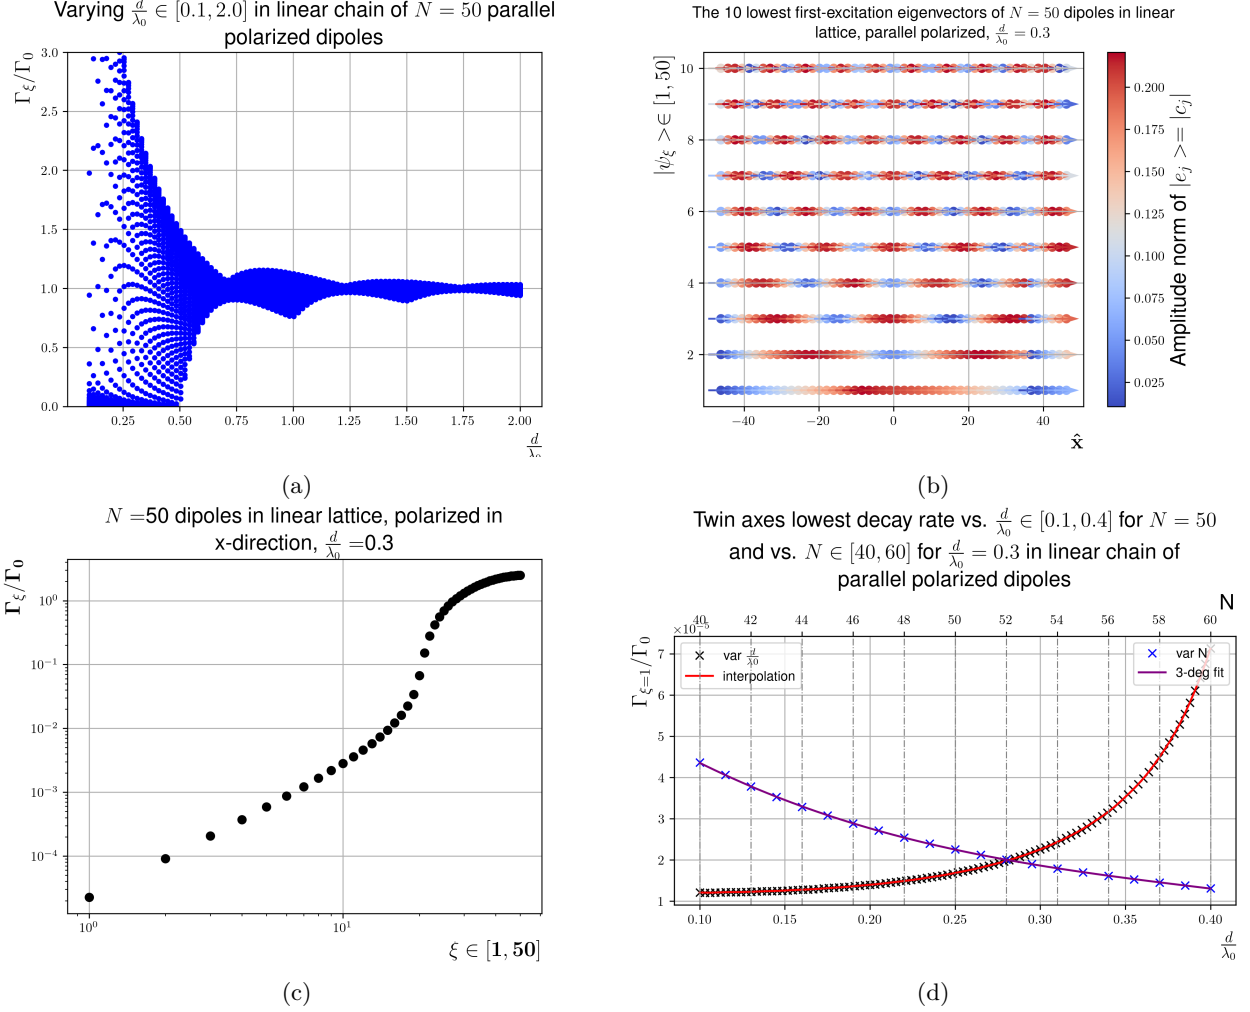 Varying d/λ₀ ∈ [0.1, 2.0] in linear chain of N = 50 parallel
polarized dipoles
Γξ/Γ₀
3.0
2.5
2.0
1.5
1.0
0.5
0.0
0.25 0.50 0.75 1.00 1.25 1.50 1.75 2.00
d/λ₀
(a)
The 10 lowest first-excitation eigenvectors of N = 50 dipoles in linear
lattice, parallel polarized, d/λ₀ = 0.3
|ψξ >∈ [1, 50]
10
8
6
4
2
−40 −20 0 20 40
x̂
0.200
0.175
0.150
0.125
0.100
0.075
0.050
0.025
Amplitude norm of |eⱼ >= |cⱼ|
(b)
N =50 dipoles in linear lattice, polarized in
x-direction, d/λ₀ =0.3
Γξ/Γ₀
10⁰
10⁻¹
10⁻²
10⁻³
10⁻⁴
10⁰ 10¹
ξ ∈ [1, 50]
(c)
Twin axes lowest decay rate vs. d/λ₀ ∈ [0.1, 0.4] for N = 50
and vs. N ∈ [40, 60] for d/λ₀ = 0.3 in linear chain of
parallel polarized dipoles
N
40 42 44 46 48 50 52 54 56 58 60
×10⁻⁵
Γξ=1/Γ₀
var d/λ0
interpolation
var N
3-deg fit
7
6
5
4
3
2
1
0.10 0.15 0.20 0.25 0.30 0.35 0.40
d/λ₀
(d)